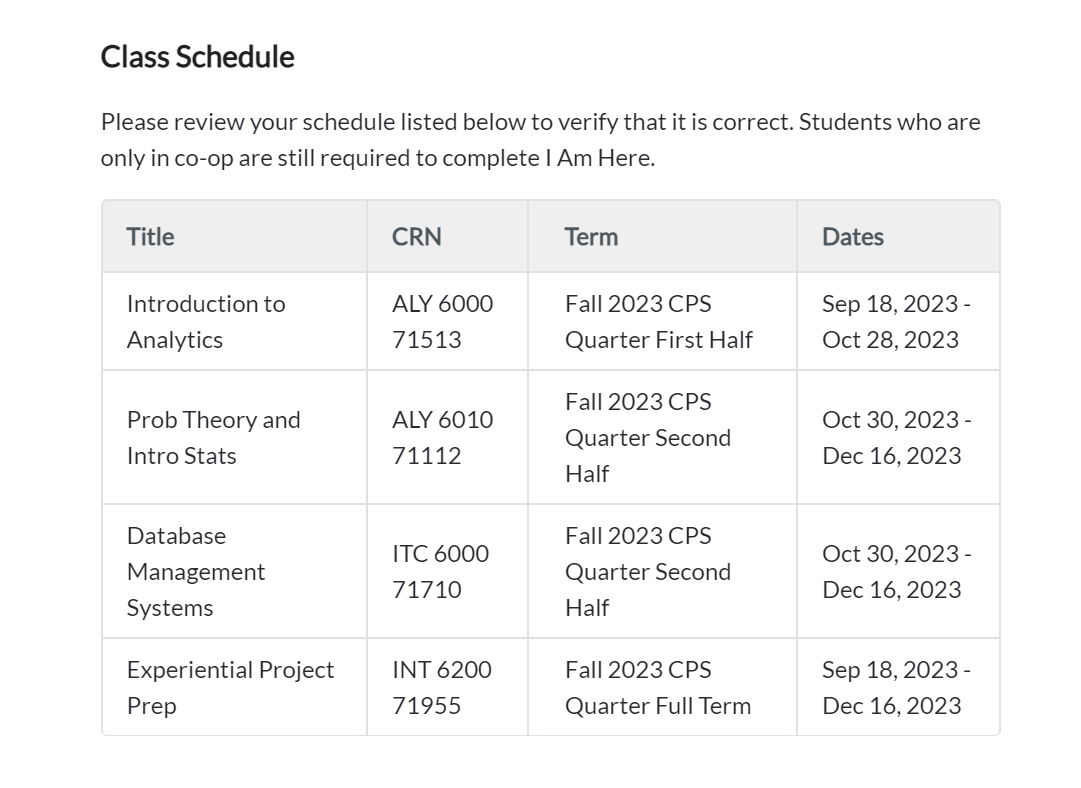 Class Schedule
Please review your schedule listed below to verify that it is correct. Students who are
only in co-op are still required to complete I Am Here.
Title CRN Term Dates
Introduction to
Analytics
ALY 6000
71513
Fall 2023 CPS
Quarter First Half
Sep 18, 2023 -
Oct 28, 2023
Prob Theory and
Intro Stats
ALY 6010
71112
Fall 2023 CPS
Quarter Second
Half
Oct 30, 2023 -
Dec 16, 2023
Database
Management
Systems
ITC 6000
71710
Fall 2023 CPS
Quarter Second
Half
Oct 30, 2023 -
Dec 16, 2023
Experiential Project
Prep
INT 6200
71955
Fall 2023 CPS
Quarter Full Term
Sep 18, 2023 -
Dec 16, 2023